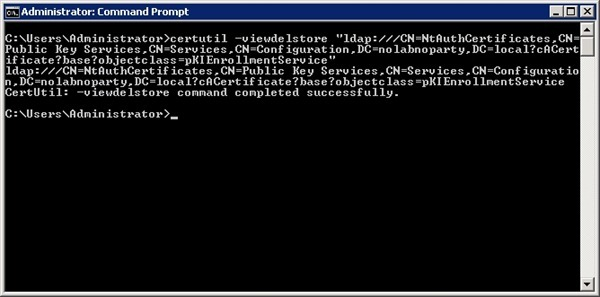 Administrator: Command Prompt
C:\Users\Administrator>certutil -viewdelstore "ldap:///CN=NtAuthCertificates,CN=
Public Key Services,CN=Services,CN=Configuration,DC=nolabnoparty,DC=local?cACert
ificate?base?objectclass=pKIEnrollmentService"
ldap:///CN=NtAuthCertificates,CN=Public Key Services,CN=Services,CN=Configuratio
n,DC=nolabnoparty,DC=local?cACertificate?base?objectclass=pKIEnrollmentService
CertUtil: -viewdelstore command completed successfully.
C:\Users\Administrator>_